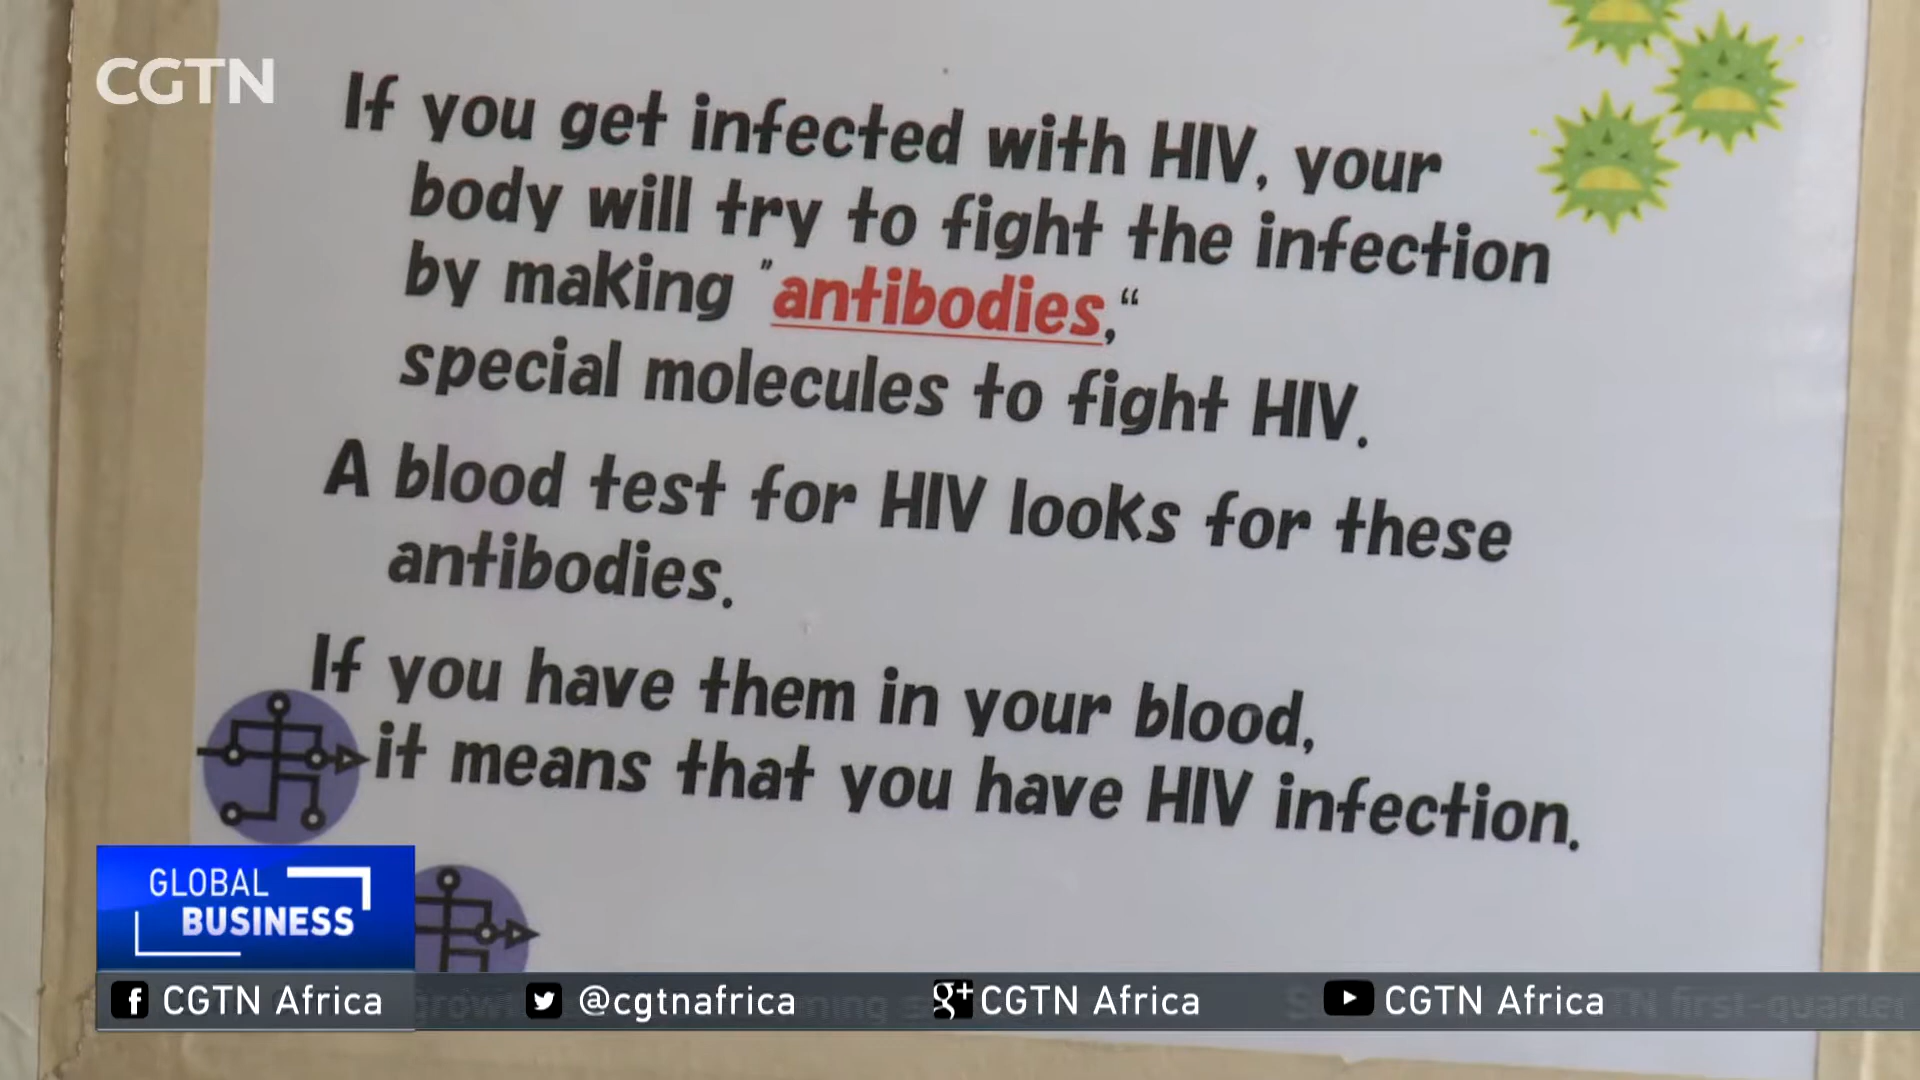 CGTN
If you get infected with HIV, your
body will try to fight the infection
by making "antibodies,“
special molecules to fight HIV.
A blood test for HIV looks for these
antibodies.
If you have them in your blood,
it means that you have HIV infection.
GLOBAL
BUSINESS
CGTN Africa @cgtnafrica g+ CGTN Africa CGTN Africa first-quarter